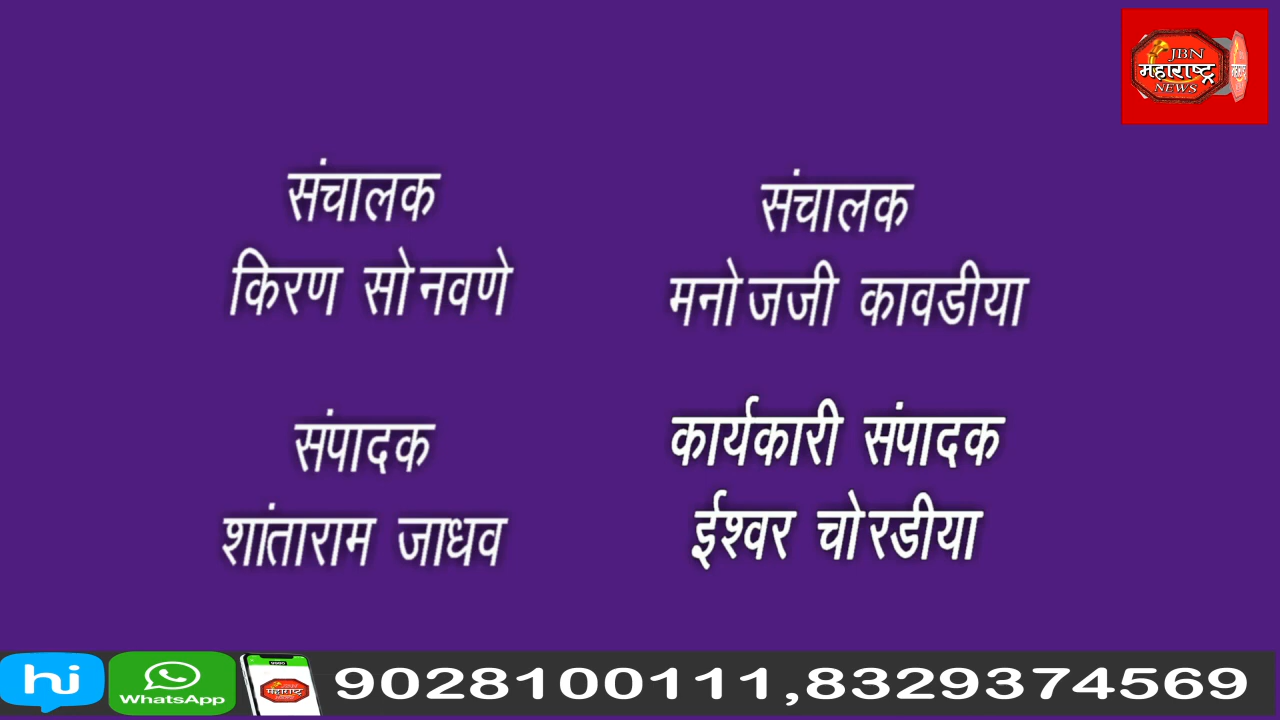 JBN
महाराष्ट्र
NEWS
संचालक
किरण सोनवणे
संचालक
मनोजजी कावडीया
संपादक
शांताराम जाधव
कार्यकारी संपादक
ईश्वर चोरडीया
hi
WhatsApp
महाराष्ट्र
9028100111,8329374569